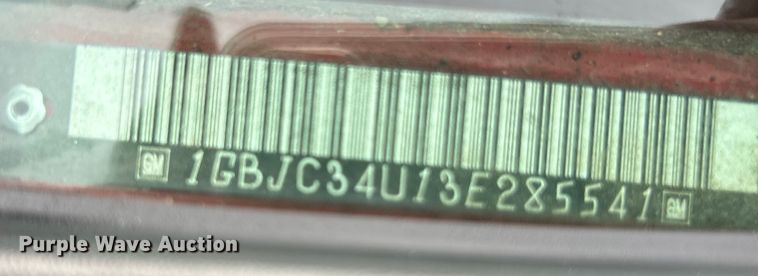 GM 1GBJC34U13E285541 GM
Purple Wave Auction